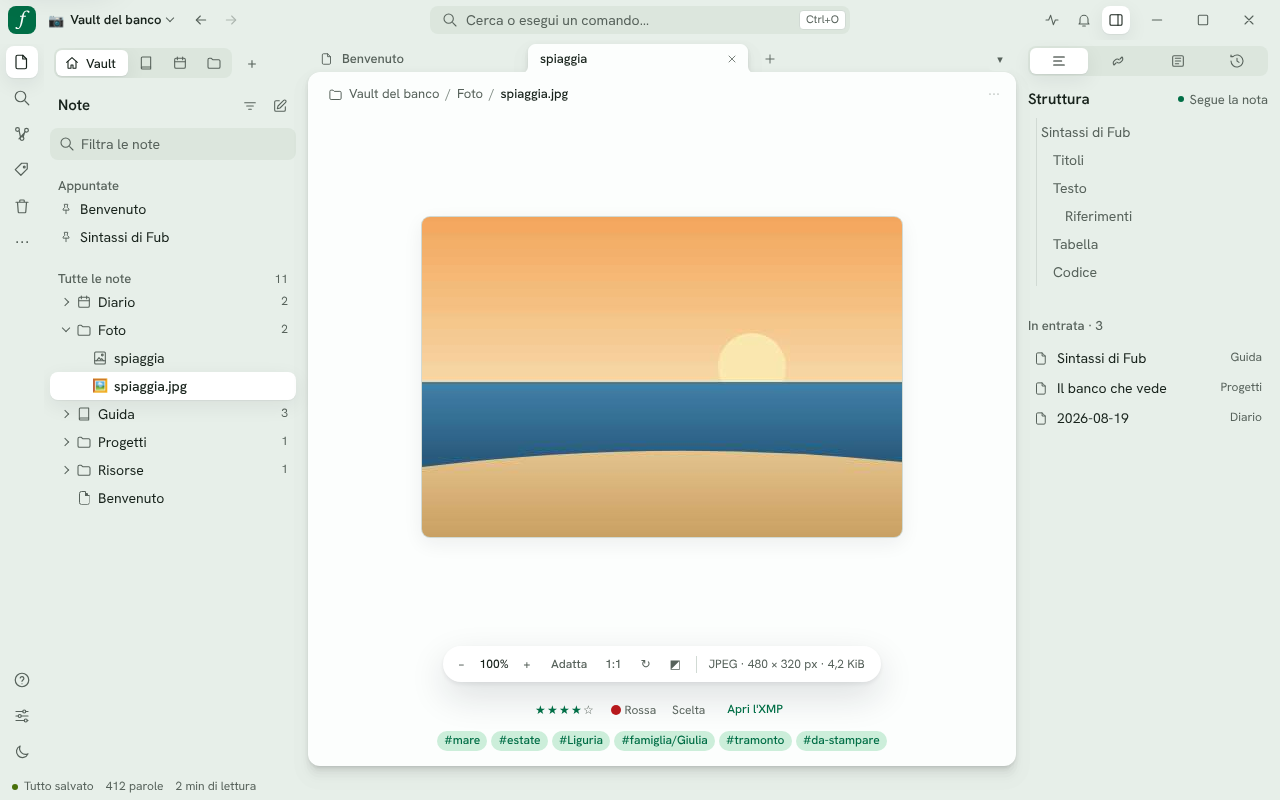 Vault del banco
Cerca o esegui un comando…
Ctrl+O
Vault
Note
Filtra le note
Appuntate
Benvenuto
Sintassi di Fub
Tutte le note 11
Diario 2
Foto 2
spiaggia
spiaggia.jpg
Guida 3
Progetti 1
Risorse 1
Benvenuto
Tutto salvato 412 parole 2 min di lettura
Benvenuto
spiaggia
Vault del banco / Foto / spiaggia.jpg
− 100% + Adatta 1:1 ↻ ◩ JPEG · 480 × 320 px · 4,2 KiB
★★★★☆ Rossa Scelta Apri l'XMP
#mare #estate #Liguria #famiglia/Giulia #tramonto #da-stampare
Struttura
Segue la nota
Sintassi di Fub
Titoli
Testo
Riferimenti
Tabella
Codice
In entrata · 3
Sintassi di Fub Guida
Il banco che vede Progetti
2026-08-19 Diario